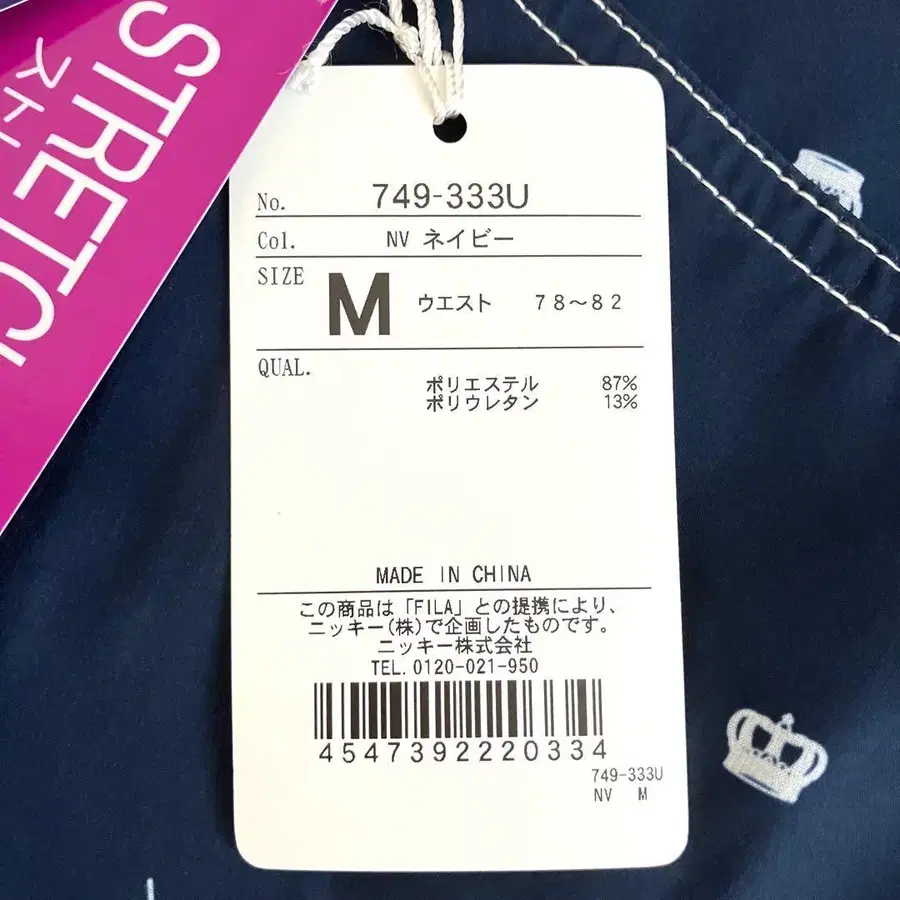 STRETC
スト
No. 749-333U
Col. NV ネイビー
SIZE M ウエスト 78~82
QUAL.
ポリエステル 87%
ポリウレタン 13%
MADE IN CHINA
この商品は「FILA」との提携により、
ニッキー(株)で企画したものです。
ニッキー株式会社
TEL. 0120-021-950
4547392220334
749-333U
NV M